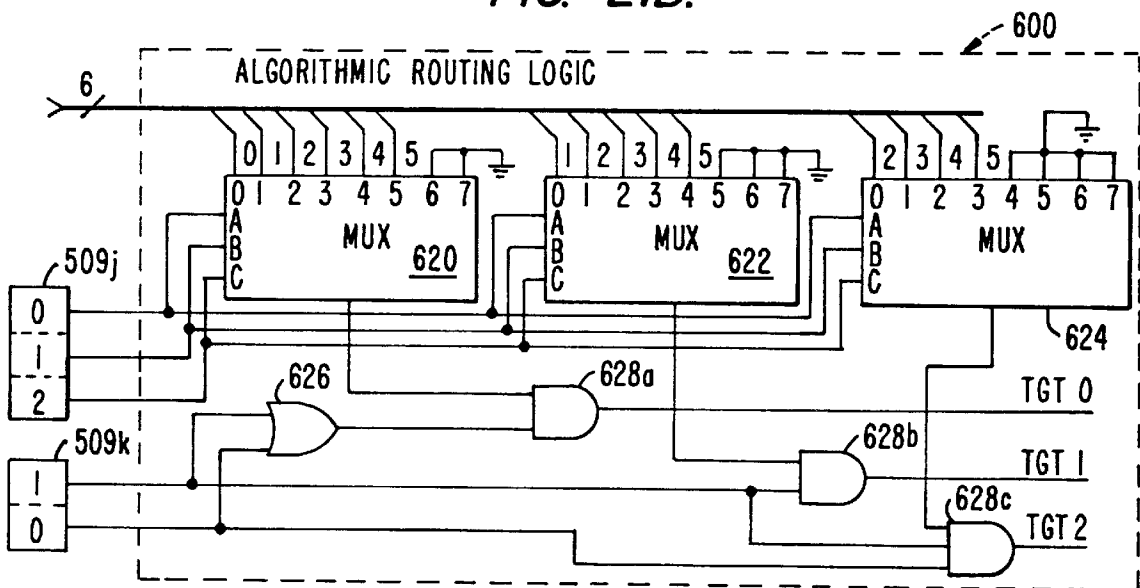 FIG. 21B.
600
ALGORITHMIC ROUTING LOGIC
6
0 1 2 3 4 5
1 2 3 4 5
2 3 4 5
0 1 2 3 4 5 6 7
0 1 2 3 4 5 6 7
0 1 2 3 4 5 6 7
A
B
C
MUX
620
A
B
C
MUX
622
A
B
C
MUX
624
509j
0
1
2
626
628a
TGT 0
509k
1
0
628b
TGT 1
628c
TGT 2